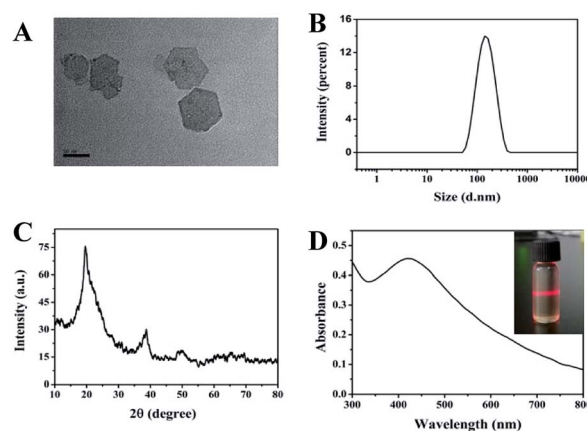 A
B
16
12
8
4
0
Intensity (percent)
1 10 100 1000 10000
Size (d.nm)
C
75
60
45
30
15
0
Intensity (a.u.)
10 20 30 40 50 60 70 80
2θ (degree)
D
0.5
0.4
0.3
0.2
0.1
0.0
Absorbance
300 400 500 600 700 800
Wavelength (nm)